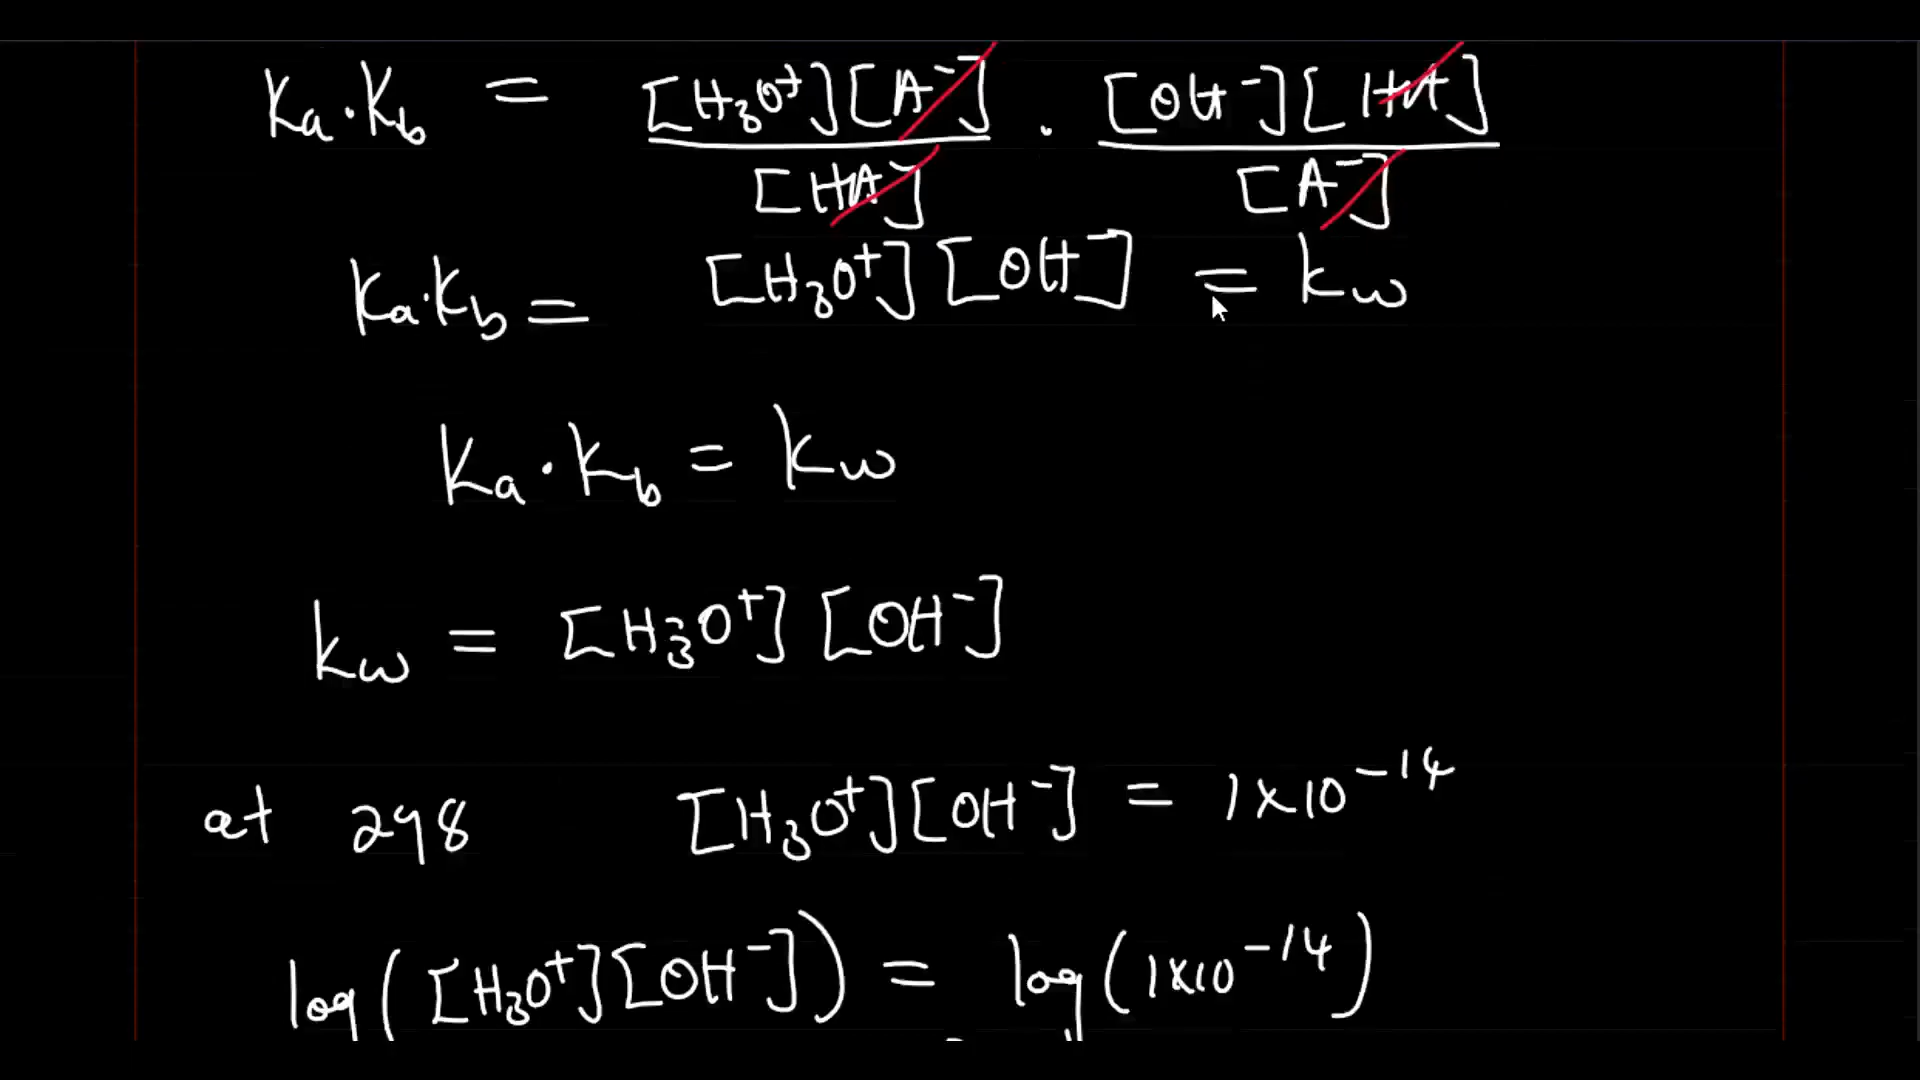 Ka·Kb = [H₃O⁺][A⁻]/[HA] · [OH⁻][HA]/[A⁻]
Ka·Kb = [H₃O⁺][OH⁻] = kw
Ka·Kb = kw
kw = [H₃O⁺][OH⁻]
at 298 [H₃O⁺][OH⁻] = 1x10⁻¹⁴
log([H₃O⁺][OH⁻]) = log(1x10⁻¹⁴)